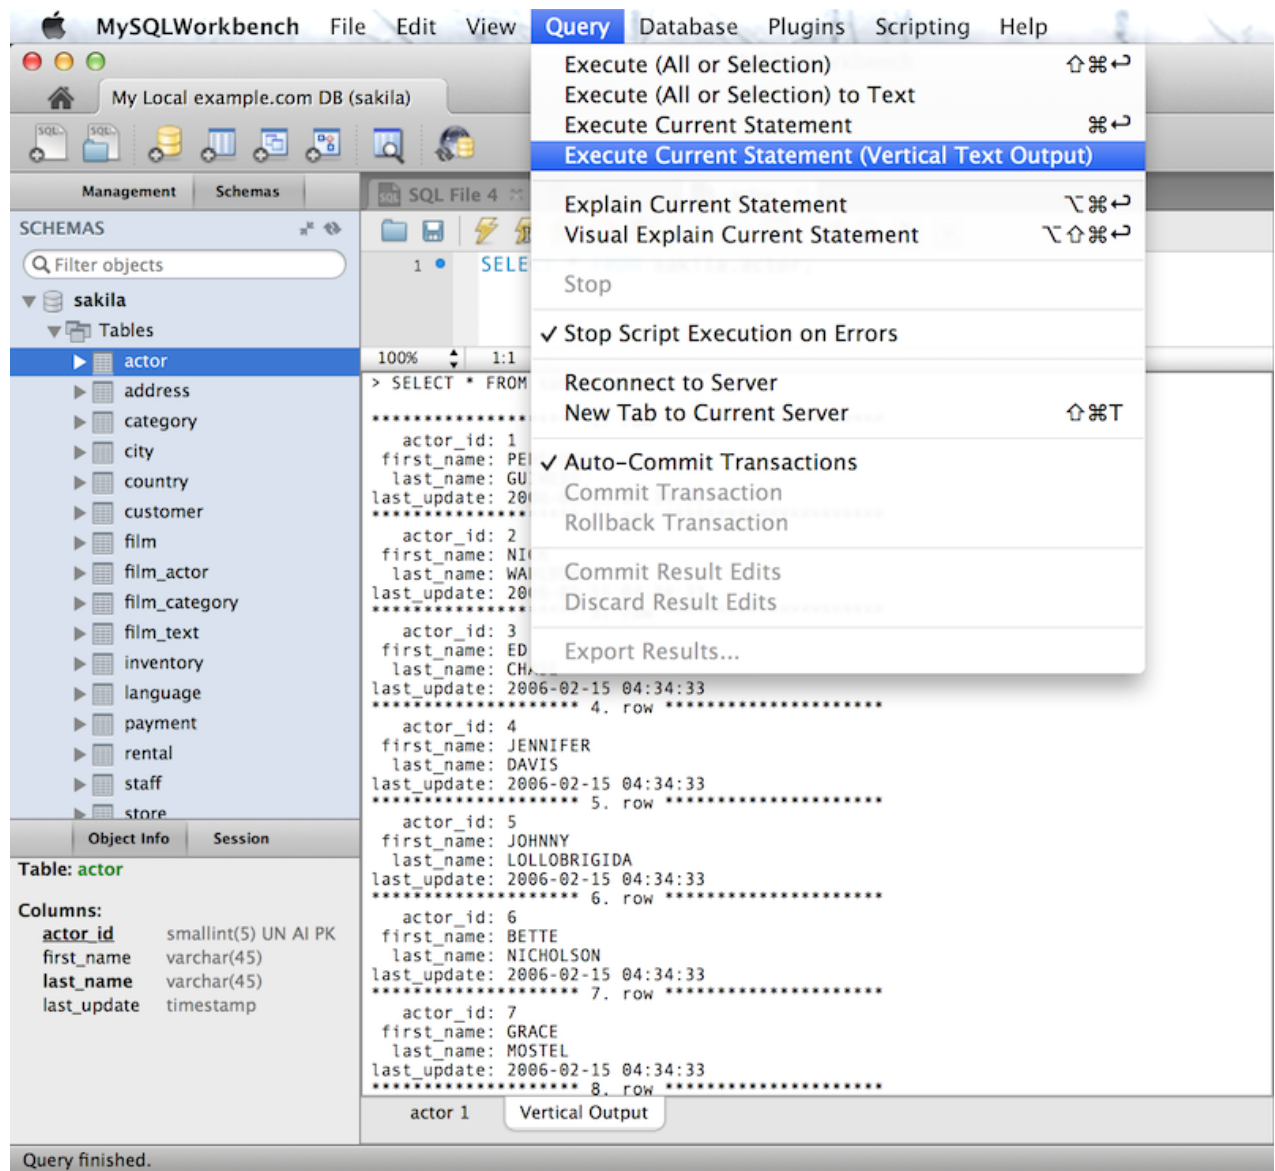 MySQLWorkbench File Edit View Query Database Plugins Scripting Help
My Local example.com DB (sakila)
Execute (All or Selection) ⇧⌘↩
Execute (All or Selection) to Text
Execute Current Statement ⌘↩
Execute Current Statement (Vertical Text Output)
Explain Current Statement ⌥⌘↩
Visual Explain Current Statement ⌥⇧⌘↩
Stop
✓ Stop Script Execution on Errors
Reconnect to Server
New Tab to Current Server ⇧⌘T
✓ Auto-Commit Transactions
Commit Transaction
Rollback Transaction
Commit Result Edits
Discard Result Edits
Export Results...
Management Schemas
SCHEMAS
Filter objects
sakila
Tables
actor
address
category
city
country
customer
film
film_actor
film_category
film_text
inventory
language
payment
rental
staff
store
Object Info Session
Table: actor
Columns:
actor_id smallint(5) UN AI PK
first_name varchar(45)
last_name varchar(45)
last_update timestamp
SQL File 4
1 SELE
100% 1:1
> SELECT * FROM
actor_id: 1
first_name: PE
last_name: GU
last_update: 200
actor_id: 2
first_name: NI
last_name: WA
last_update: 200
actor_id: 3
first_name: ED
last_name: CHASE
last_update: 2006-02-15 04:34:33
******************** 4. row *********************
actor_id: 4
first_name: JENNIFER
last_name: DAVIS
last_update: 2006-02-15 04:34:33
******************** 5. row *********************
actor_id: 5
first_name: JOHNNY
last_name: LOLLOBRIGIDA
last_update: 2006-02-15 04:34:33
******************** 6. row *********************
actor_id: 6
first_name: BETTE
last_name: NICHOLSON
last_update: 2006-02-15 04:34:33
******************** 7. row *********************
actor_id: 7
first_name: GRACE
last_name: MOSTEL
last_update: 2006-02-15 04:34:33
******************** 8. row *********************
actor 1 Vertical Output
Query finished.